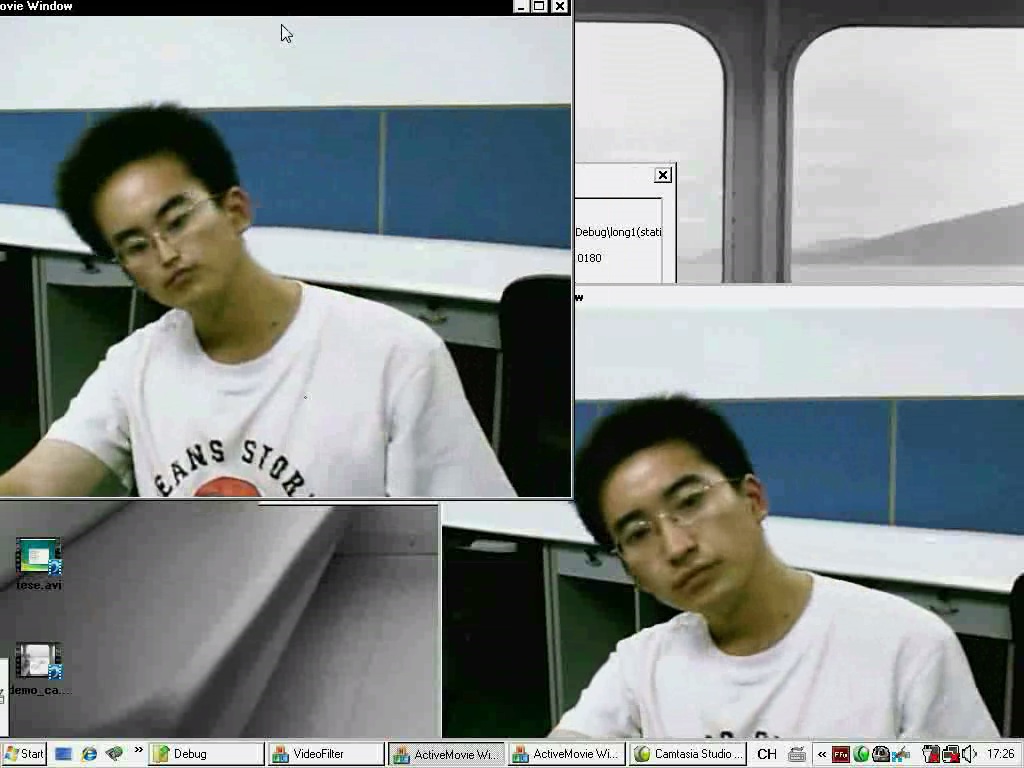 ovie Window
Debug\long1(stati
.0180
w
EANS STOR
tese.avi
demo_ca...
Start
»
Debug
VideoFilter
ActiveMovie Wi...
ActiveMovie Wi...
Camtasia Studio ...
CH
«
17:26